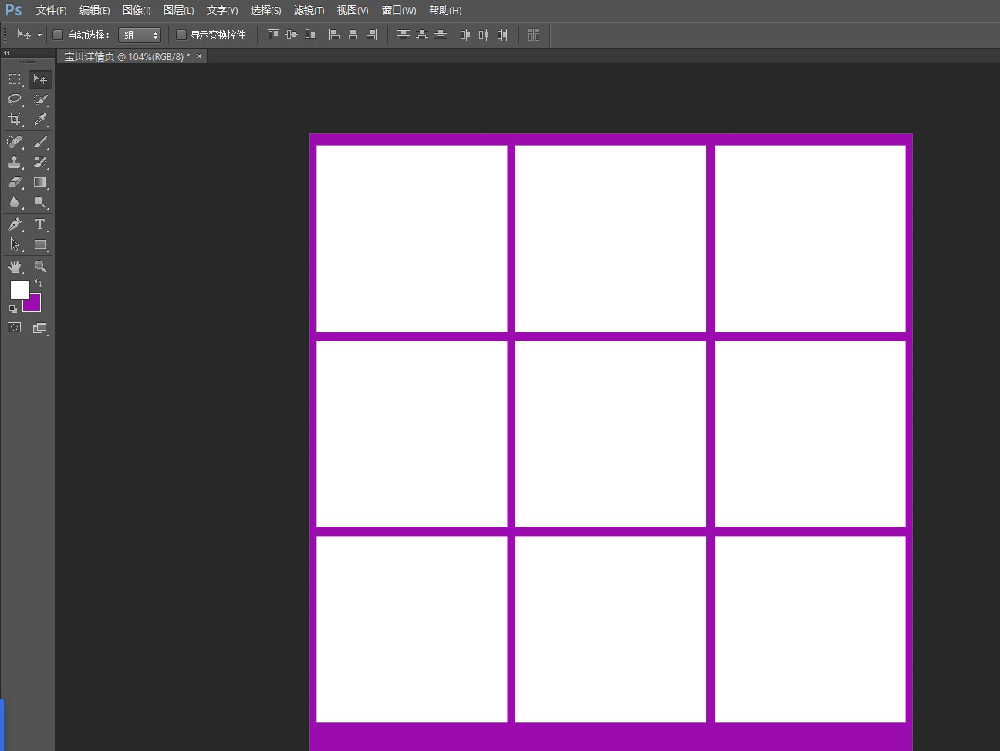 Ps 文件(F) 编辑(E) 图像(I) 图层(L) 文字(Y) 选择(S) 滤镜(T) 视图(V) 窗口(W) 帮助(H)
自动选择： 组 显示变换控件
宝贝详情页 @ 104%(RGB/8) * ×